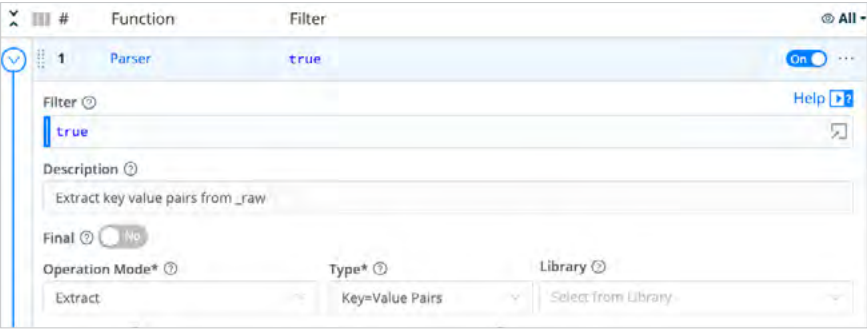 # Function Filter All
1 Parser true On ...
Filter Help
true
Description
Extract key value pairs from _raw
Final No
Operation Mode* Type* Library
Extract Key=Value Pairs Select from Library